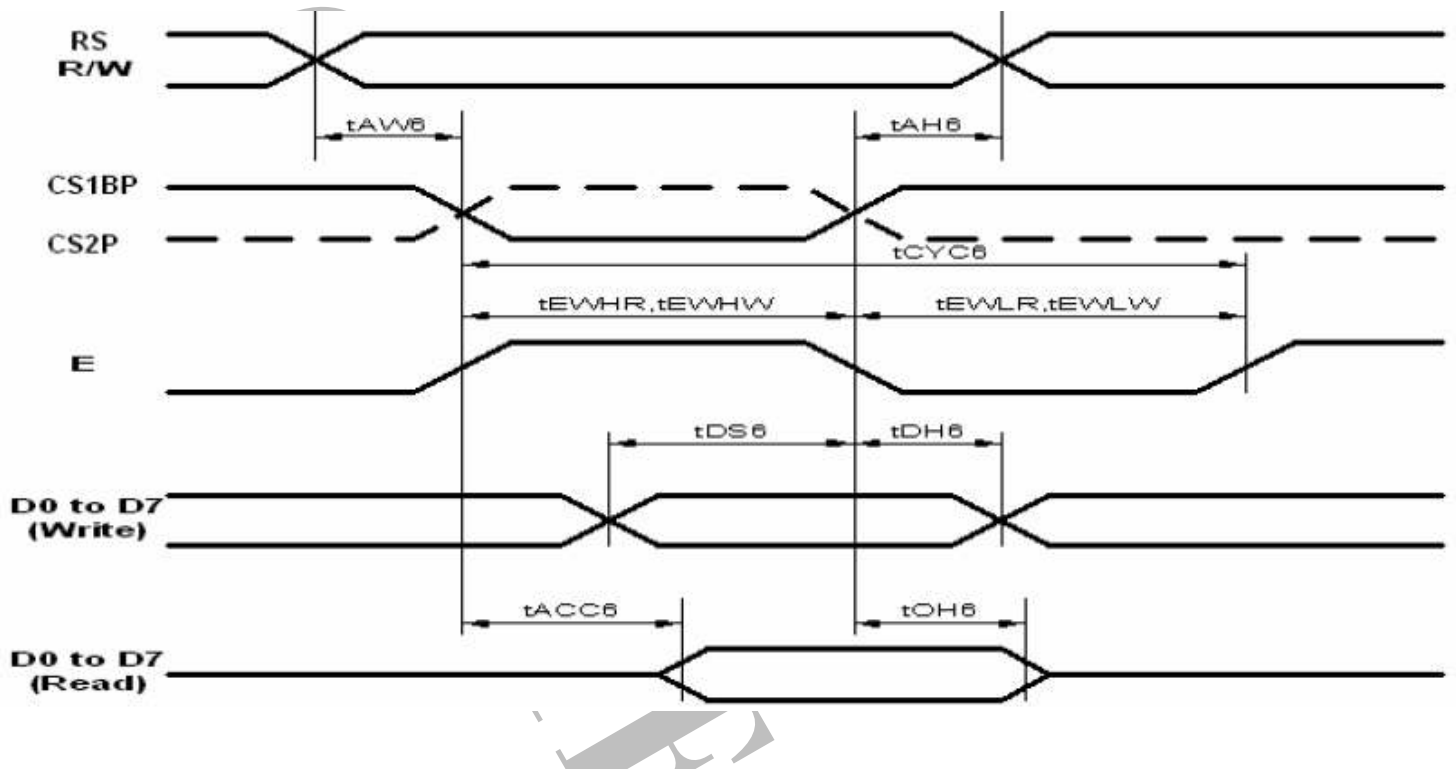 RS
R/W
tAW6
tAH6
CS1BP
CS2P
tCYC6
tEWHR,tEWHW
tEWLR,tEWLW
E
tDS6
tDH6
D0 to D7
(Write)
tACC6
tOH6
D0 to D7
(Read)